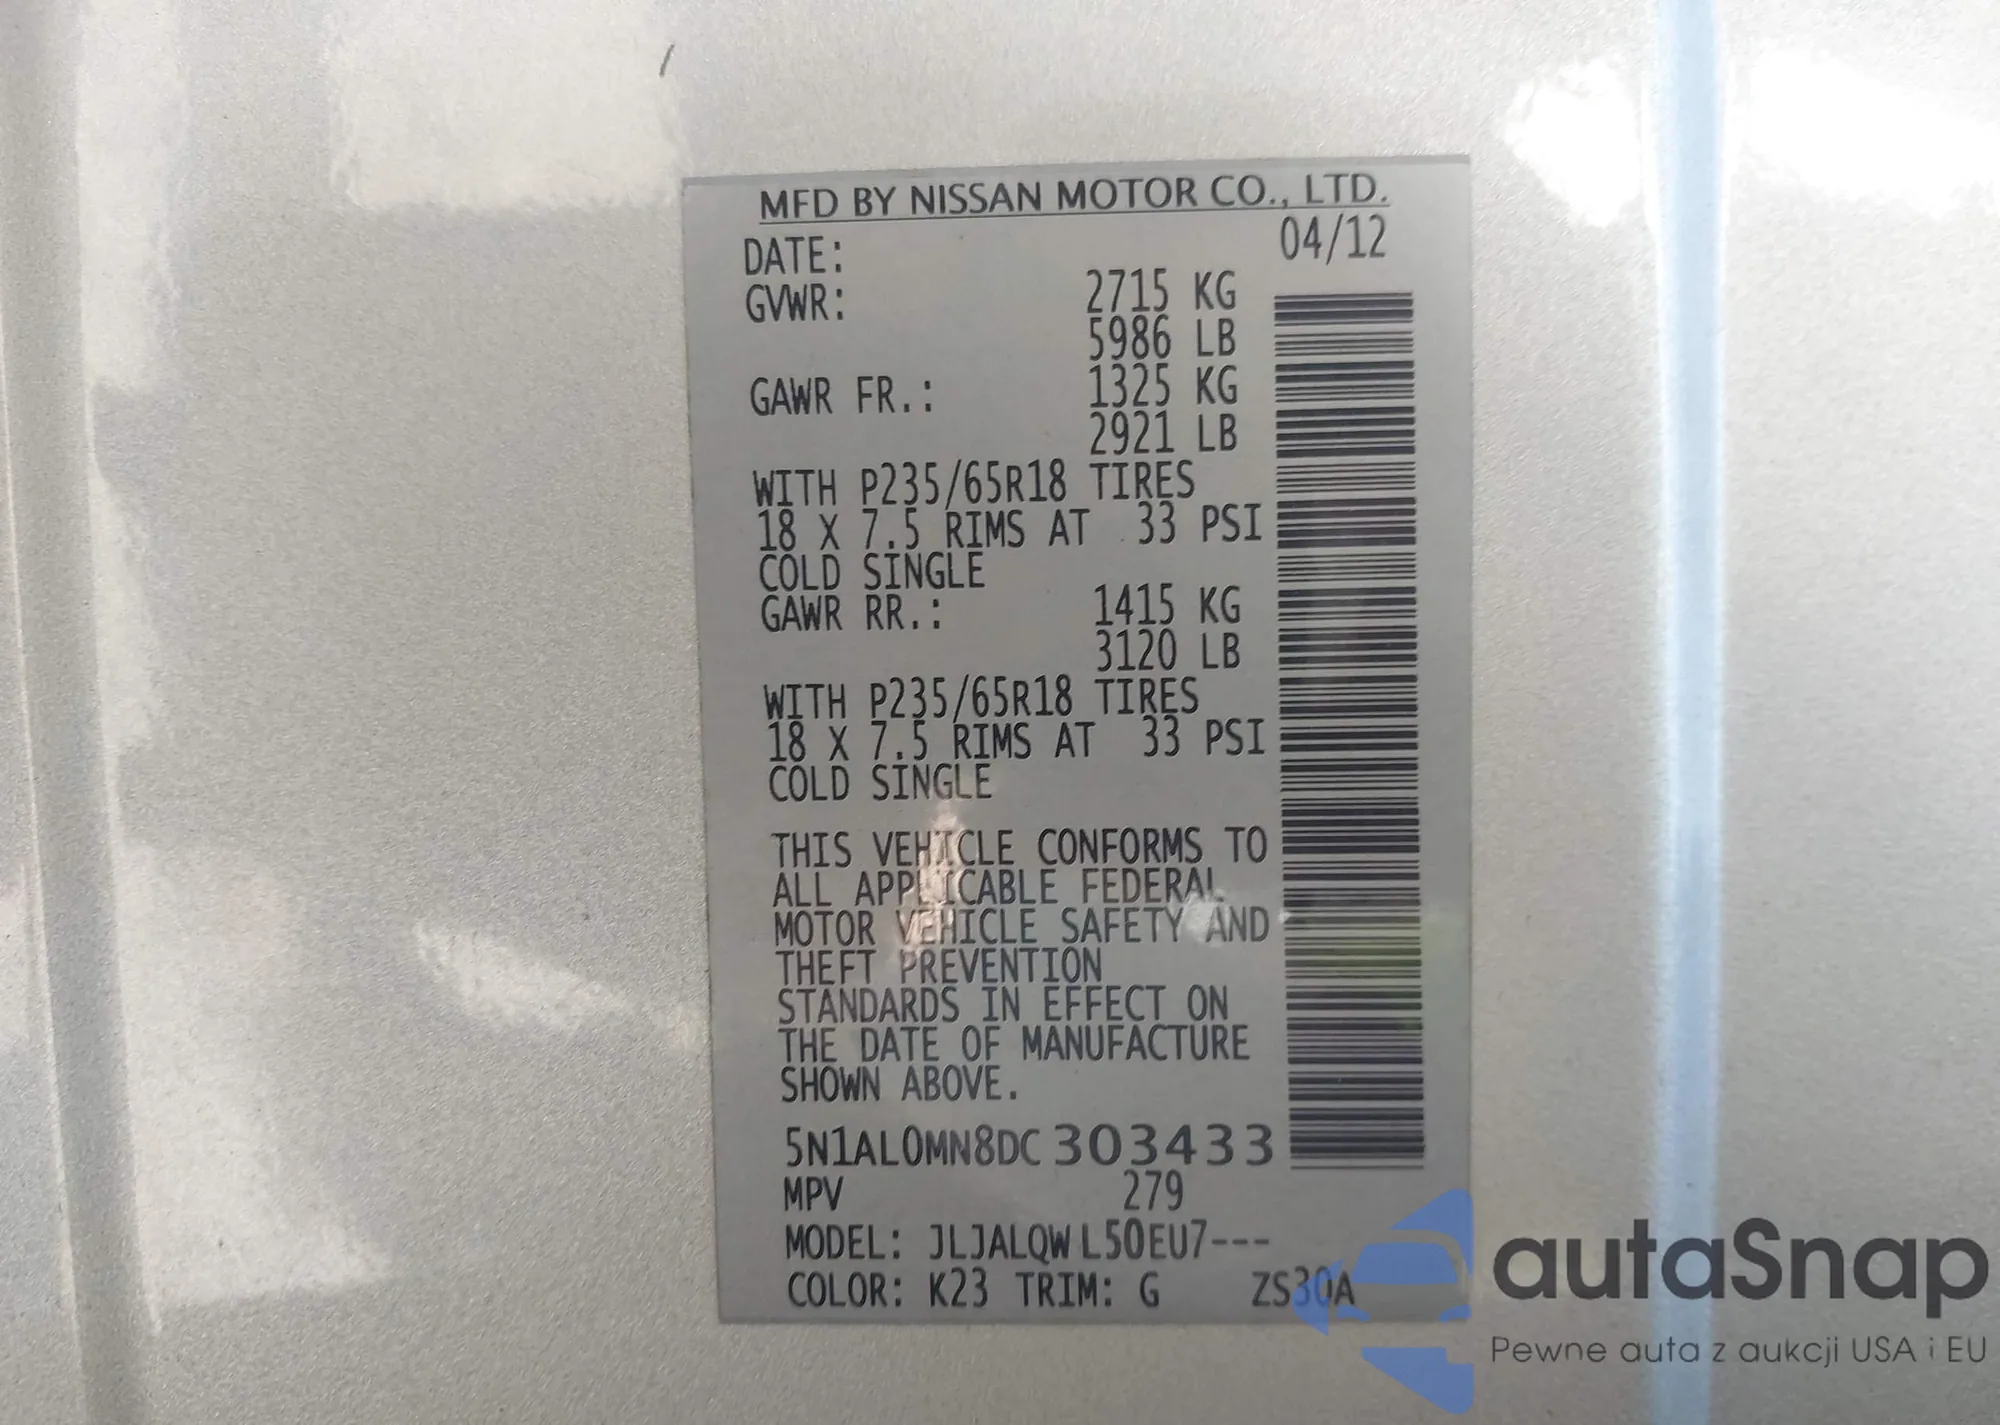 MFD BY NISSAN MOTOR CO., LTD.
DATE: 04/12
GVWR: 2715 KG
5986 LB
GAWR FR.: 1325 KG
2921 LB
WITH P235/65R18 TIRES
18 X 7.5 RIMS AT 33 PSI
COLD SINGLE
GAWR RR.: 1415 KG
3120 LB
WITH P235/65R18 TIRES
18 X 7.5 RIMS AT 33 PSI
COLD SINGLE
THIS VEHICLE CONFORMS TO
ALL APPLICABLE FEDERAL
MOTOR VEHICLE SAFETY AND
THEFT PREVENTION
STANDARDS IN EFFECT ON
THE DATE OF MANUFACTURE
SHOWN ABOVE.
5N1AL0MN8DC303433
MPV 279
MODEL: JLJALQWL50EU7---
COLOR: K23 TRIM: G ZS30A
autaSnap
Pewne auta z aukcji USA i EU